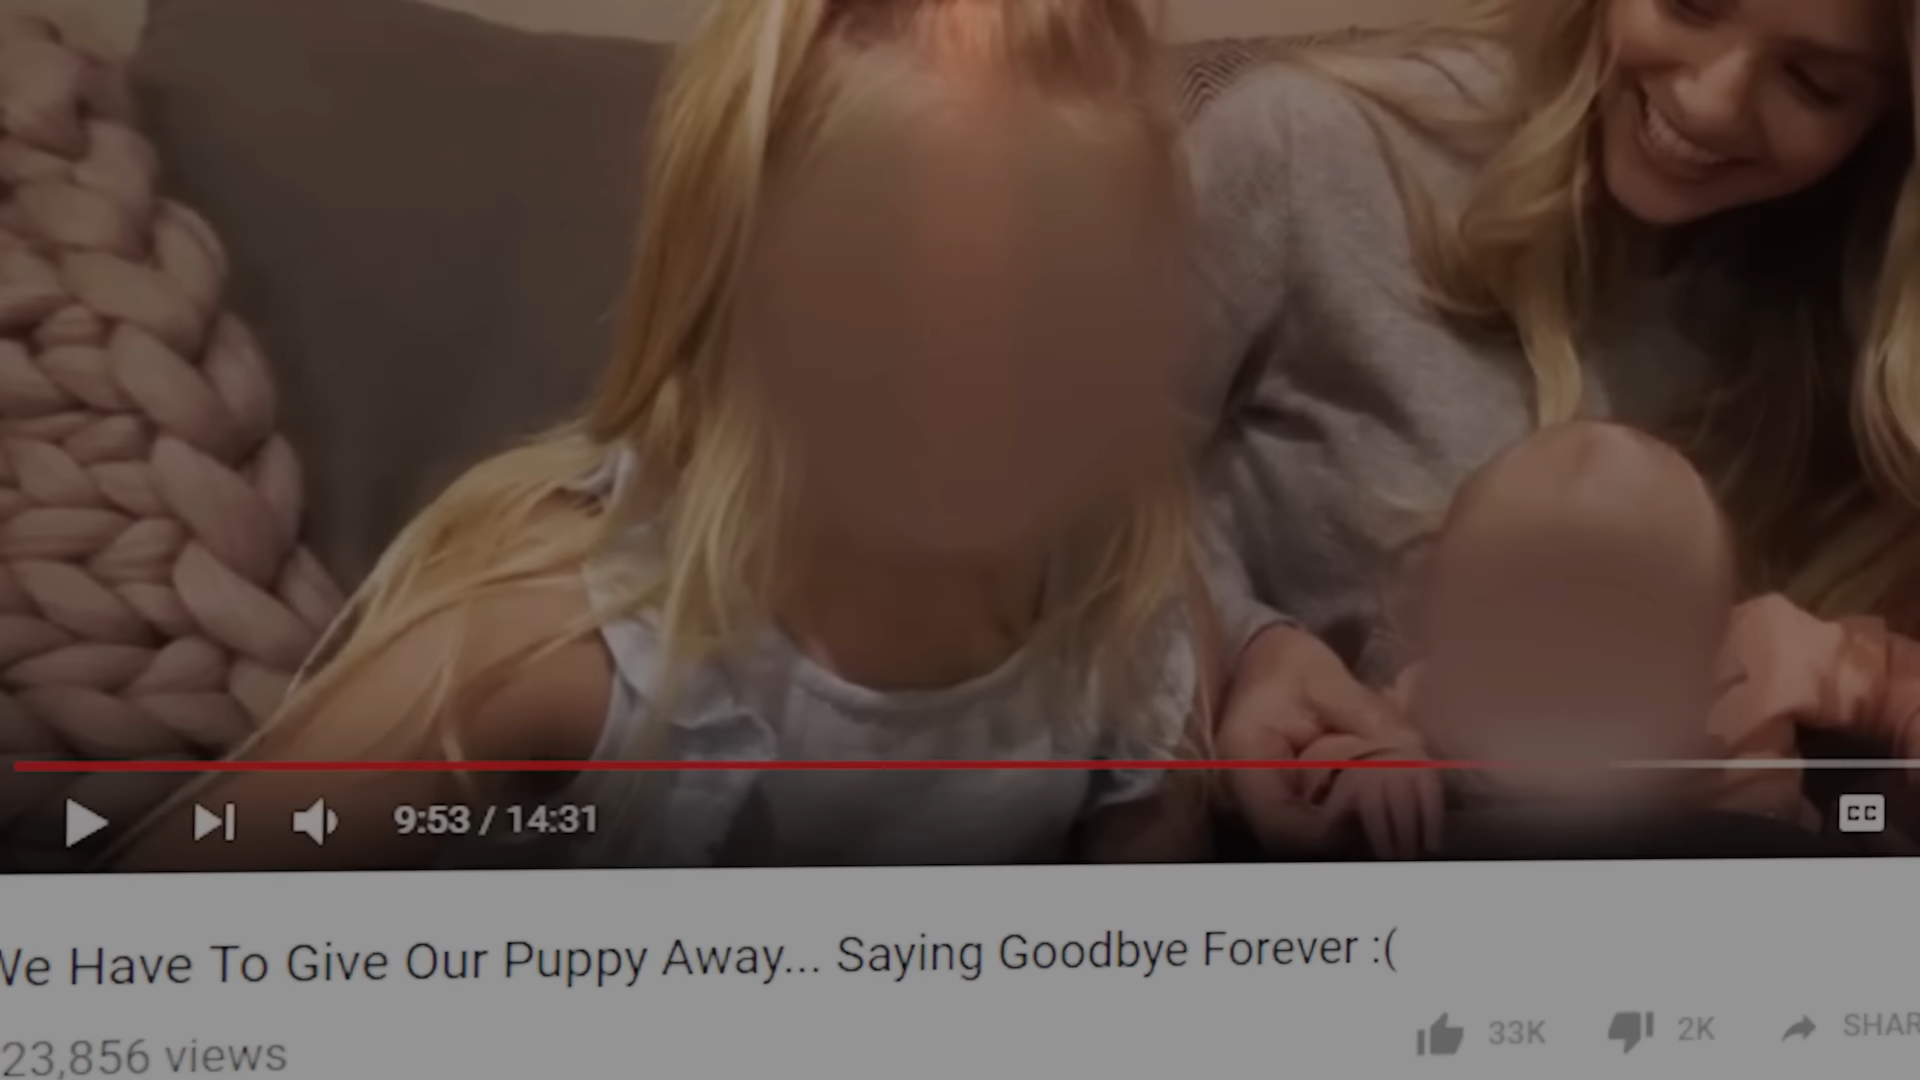 9:53 / 14:31
CC
We Have To Give Our Puppy Away... Saying Goodbye Forever :(
23,856 views
33K
2K
SHAR